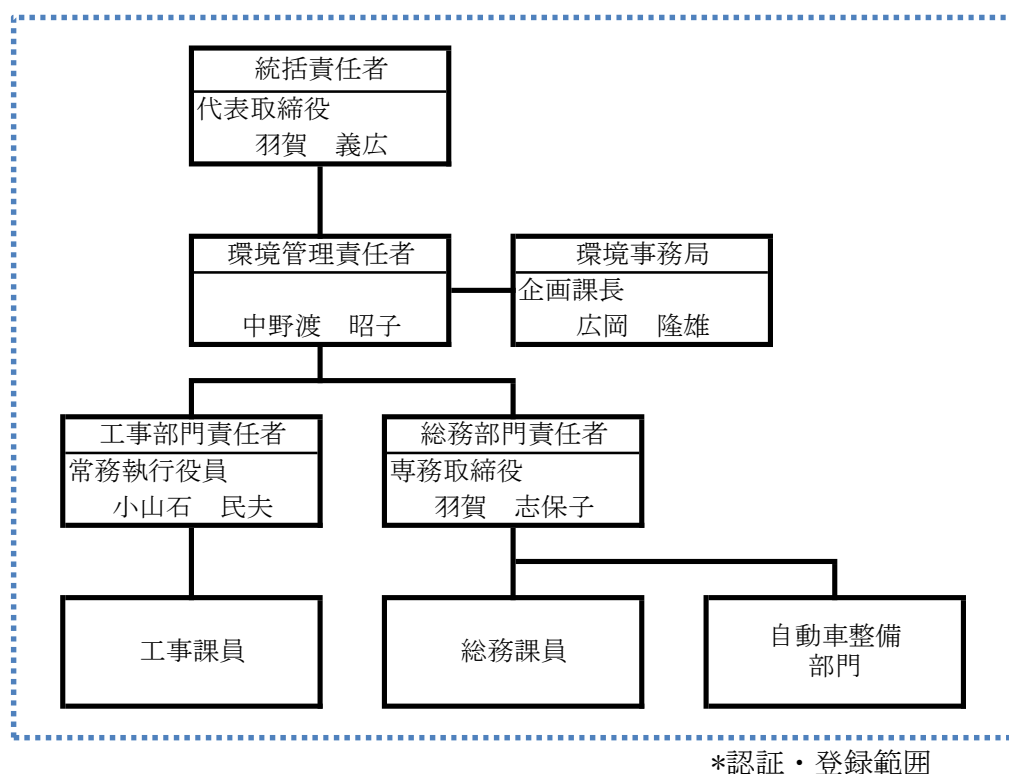 統括責任者
代表取締役
羽賀　義広
環境管理責任者
中野渡　昭子
環境事務局
企画課長
広岡　隆雄
工事部門責任者
常務執行役員
小山石　民夫
総務部門責任者
専務取締役
羽賀　志保子
工事課員
総務課員
自動車整備
部門
*認証・登録範囲